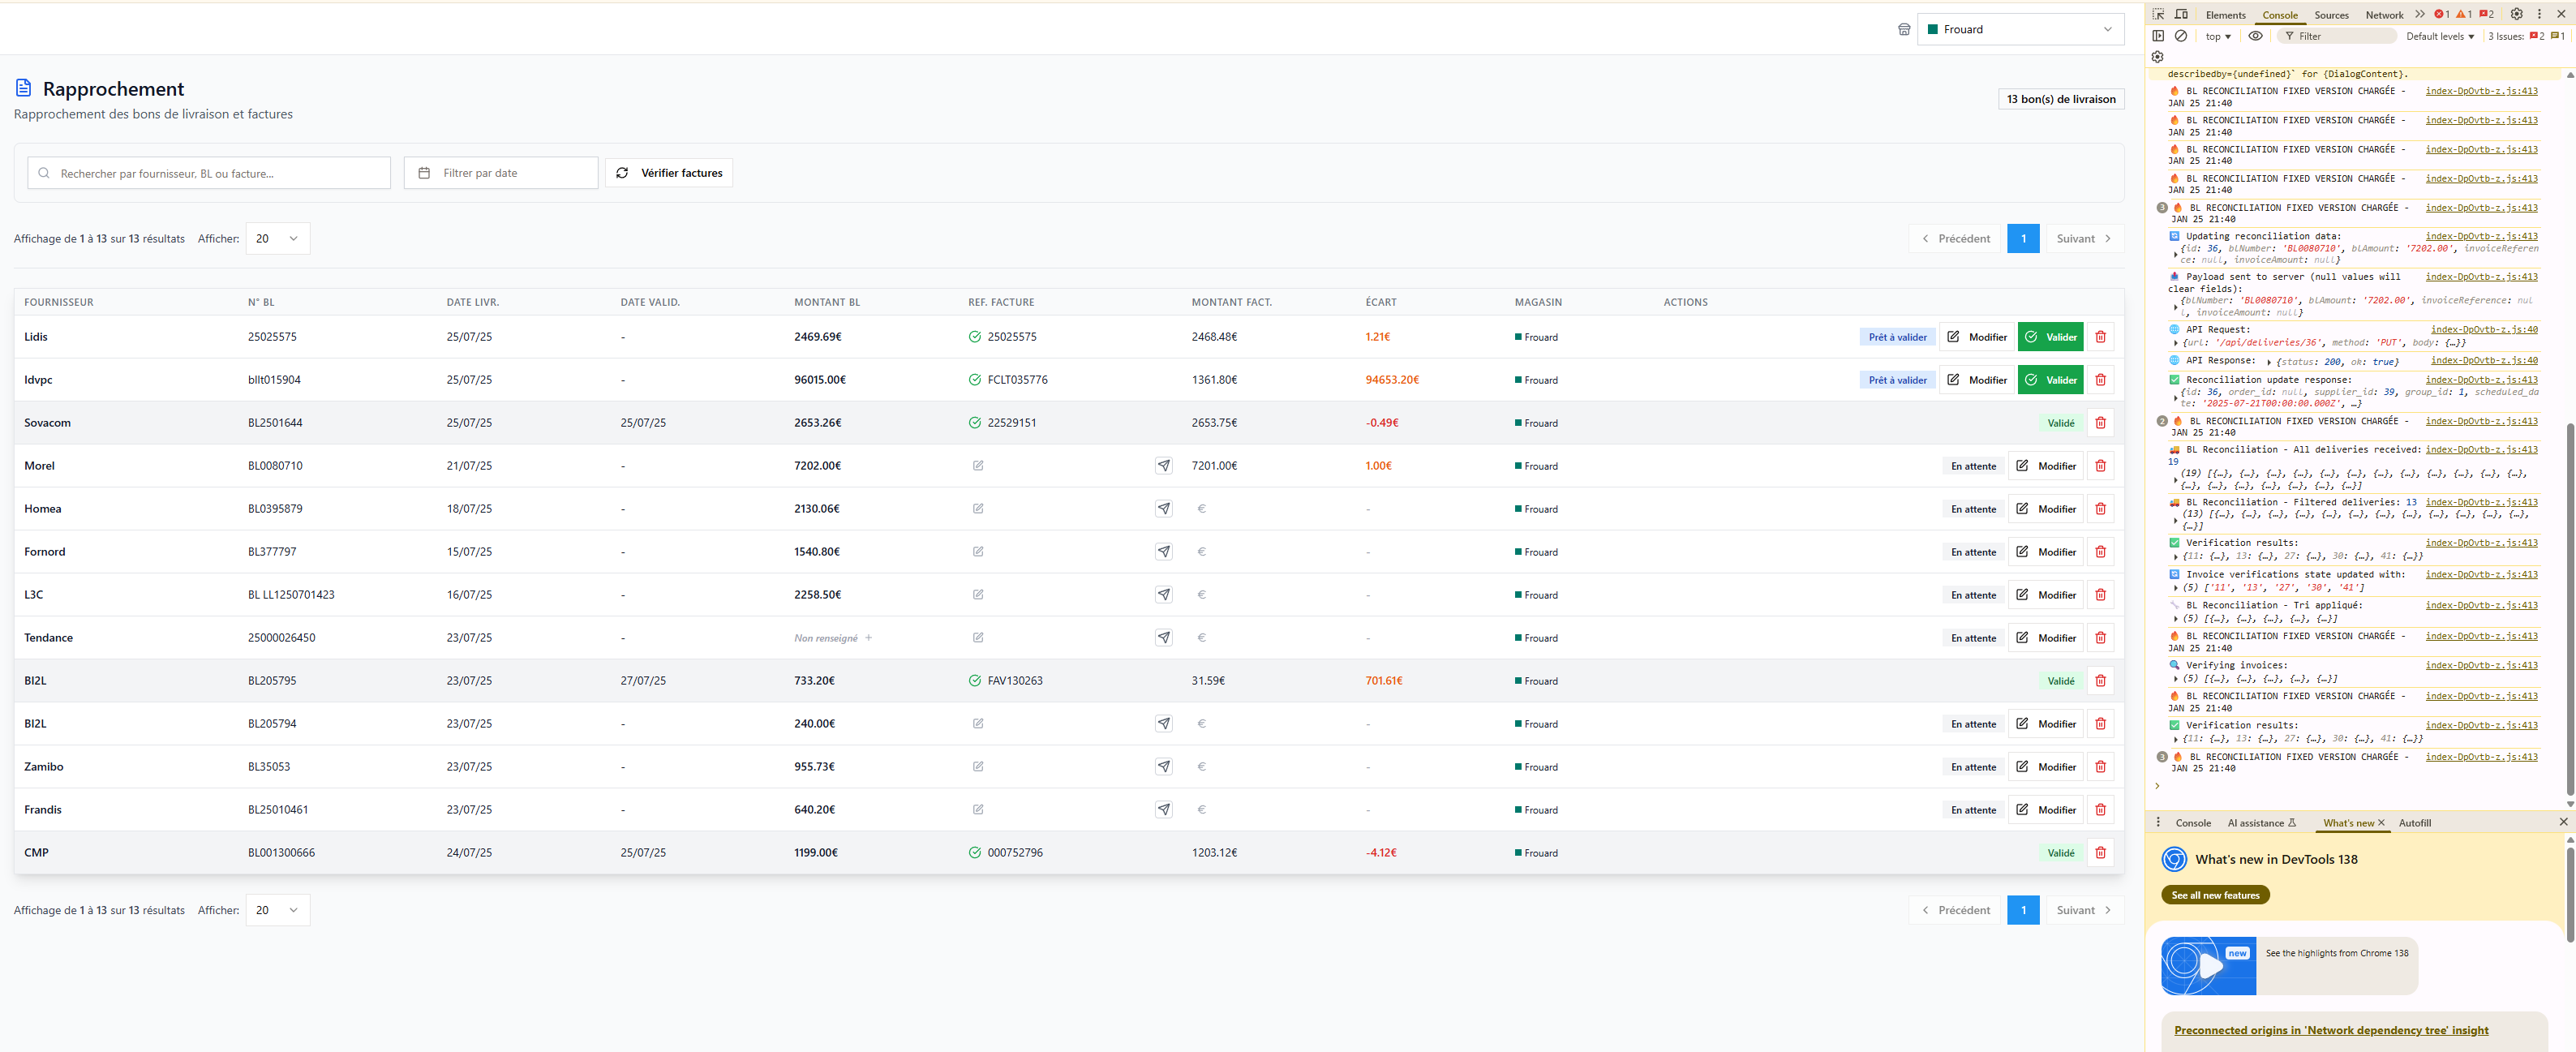 Frouard
Rapprochement
Rapprochement des bons de livraison et factures
13 bon(s) de livraison
Rechercher par fournisseur, BL ou facture...
Filtrer par date
Vérifier factures
Affichage de 1 à 13 sur 13 résultats Afficher: 20
Précédent 1 Suivant
FOURNISSEUR N° BL DATE LIVR. DATE VALID. MONTANT BL REF. FACTURE MONTANT FACT. ÉCART MAGASIN ACTIONS
Lidis 25025575 25/07/25 - 2469.69€ 25025575 2468.48€ 1.21€ Frouard Prêt à valider Modifier Valider
Idvpc bllt015904 25/07/25 - 96015.00€ FCLT035776 1361.80€ 94653.20€ Frouard Prêt à valider Modifier Valider
Sovacom BL2501644 25/07/25 25/07/25 2653.26€ 22529151 2653.75€ -0.49€ Frouard Validé
Morel BL0080710 21/07/25 - 7202.00€ 7201.00€ 1.00€ Frouard En attente Modifier
Homea BL0395879 18/07/25 - 2130.06€ € - Frouard En attente Modifier
Fornord BL377797 15/07/25 - 1540.80€ € - Frouard En attente Modifier
L3C BL LL1250701423 16/07/25 - 2258.50€ € - Frouard En attente Modifier
Tendance 25000026450 23/07/25 - Non renseigné + € - Frouard En attente Modifier
BI2L BL205795 23/07/25 27/07/25 733.20€ FAV130263 31.59€ 701.61€ Frouard Validé
BI2L BL205794 23/07/25 - 240.00€ € - Frouard En attente Modifier
Zamibo BL35053 23/07/25 - 955.73€ € - Frouard En attente Modifier
Frandis BL25010461 23/07/25 - 640.20€ € - Frouard En attente Modifier
CMP BL001300666 24/07/25 25/07/25 1199.00€ 000752796 1203.12€ -4.12€ Frouard Validé
Affichage de 1 à 13 sur 13 résultats Afficher: 20
Précédent 1 Suivant
Elements Console Sources Network 1 1 2
top Filter Default levels 3 Issues: 2 1
describedby={undefined}` for {DialogContent}.
BL RECONCILIATION FIXED VERSION CHARGÉE - index-DpOvtb-z.js:413
JAN 25 21:40
BL RECONCILIATION FIXED VERSION CHARGÉE - index-DpOvtb-z.js:413
JAN 25 21:40
BL RECONCILIATION FIXED VERSION CHARGÉE - index-DpOvtb-z.js:413
JAN 25 21:40
BL RECONCILIATION FIXED VERSION CHARGÉE - index-DpOvtb-z.js:413
JAN 25 21:40
3 BL RECONCILIATION FIXED VERSION CHARGÉE - index-DpOvtb-z.js:413
JAN 25 21:40
Updating reconciliation data: index-DpOvtb-z.js:413
{id: 36, blNumber: 'BL0080710', blAmount: '7202.00', invoiceReferen
ce: null, invoiceAmount: null}
Payload sent to server (null values will index-DpOvtb-z.js:413
clear fields):
{blNumber: 'BL0080710', blAmount: '7202.00', invoiceReference: nul
l, invoiceAmount: null}
API Request: index-DpOvtb-z.js:40
{url: '/api/deliveries/36', method: 'PUT', body: {…}}
API Response: {status: 200, ok: true} index-DpOvtb-z.js:40
Reconciliation update response: index-DpOvtb-z.js:413
{id: 36, order_id: null, supplier_id: 39, group_id: 1, scheduled_da
te: '2025-07-21T00:00:00.000Z', …}
2 BL RECONCILIATION FIXED VERSION CHARGÉE - index-DpOvtb-z.js:413
JAN 25 21:40
BL Reconciliation - All deliveries received: index-DpOvtb-z.js:413
19
(19) [{…}, {…}, {…}, {…}, {…}, {…}, {…}, {…}, {…}, {…}, {…}, {…},
{…}, {…}, {…}, {…}, {…}, {…}, {…}]
BL Reconciliation - Filtered deliveries: 13 index-DpOvtb-z.js:413
(13) [{…}, {…}, {…}, {…}, {…}, {…}, {…}, {…}, {…}, {…}, {…}, {…},
{…}]
Verification results: index-DpOvtb-z.js:413
{11: {…}, 13: {…}, 27: {…}, 30: {…}, 41: {…}}
Invoice verifications state updated with: index-DpOvtb-z.js:413
(5) ['11', '13', '27', '30', '41']
BL Reconciliation - Tri appliqué: index-DpOvtb-z.js:413
(5) [{…}, {…}, {…}, {…}, {…}]
BL RECONCILIATION FIXED VERSION CHARGÉE - index-DpOvtb-z.js:413
JAN 25 21:40
Verifying invoices: index-DpOvtb-z.js:413
(5) [{…}, {…}, {…}, {…}, {…}]
BL RECONCILIATION FIXED VERSION CHARGÉE - index-DpOvtb-z.js:413
JAN 25 21:40
Verification results: index-DpOvtb-z.js:413
{11: {…}, 13: {…}, 27: {…}, 30: {…}, 41: {…}}
3 BL RECONCILIATION FIXED VERSION CHARGÉE - index-DpOvtb-z.js:413
JAN 25 21:40
Console AI assistance What's new Autofill
What's new in DevTools 138
See all new features
new
See the highlights from Chrome 138
Preconnected origins in 'Network dependency tree' insight